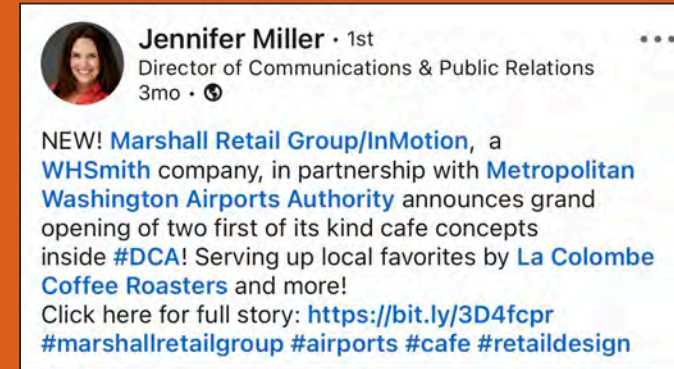 Jennifer Miller · 1st
Director of Communications & Public Relations
3mo ·
NEW! Marshall Retail Group/InMotion, a
WHSmith company, in partnership with Metropolitan
Washington Airports Authority announces grand
opening of two first of its kind cafe concepts
inside #DCA! Serving up local favorites by La Colombe
Coffee Roasters and more!
Click here for full story: https://bit.ly/3D4fcpr
#marshallretailgroup #airports #cafe #retaildesign